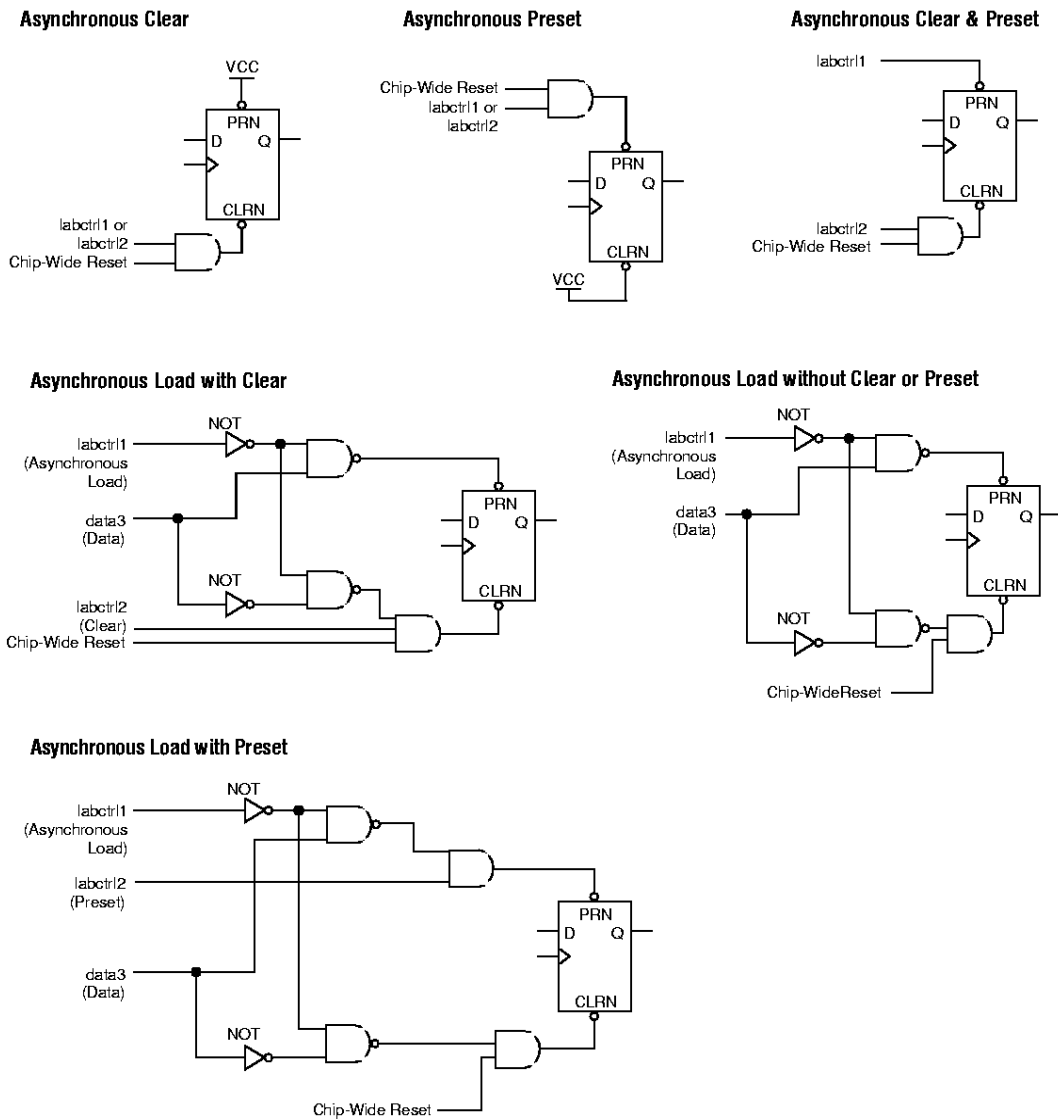 Asynchronous Clear
VCC
PRN
D
Q
CLRN
labctrl1 or
labctrl2
Chip-Wide Reset
Asynchronous Preset
Chip-Wide Reset
labctrl1 or
labctrl2
PRN
D
Q
CLRN
VCC
Asynchronous Clear & Preset
labctrl1
PRN
D
Q
CLRN
labctrl2
Chip-Wide Reset
Asynchronous Load with Clear
NOT
labctrl1
(Asynchronous
Load)
PRN
D
Q
data3
(Data)
NOT
CLRN
labctrl2
(Clear)
Chip-Wide Reset
Asynchronous Load without Clear or Preset
NOT
labctrl1
(Asynchronous
Load)
PRN
D
Q
data3
(Data)
CLRN
NOT
Chip-WideReset
Asynchronous Load with Preset
NOT
labctrl1
(Asynchronous
Load)
labctrl2
(Preset)
PRN
D
Q
data3
(Data)
CLRN
NOT
Chip-Wide Reset